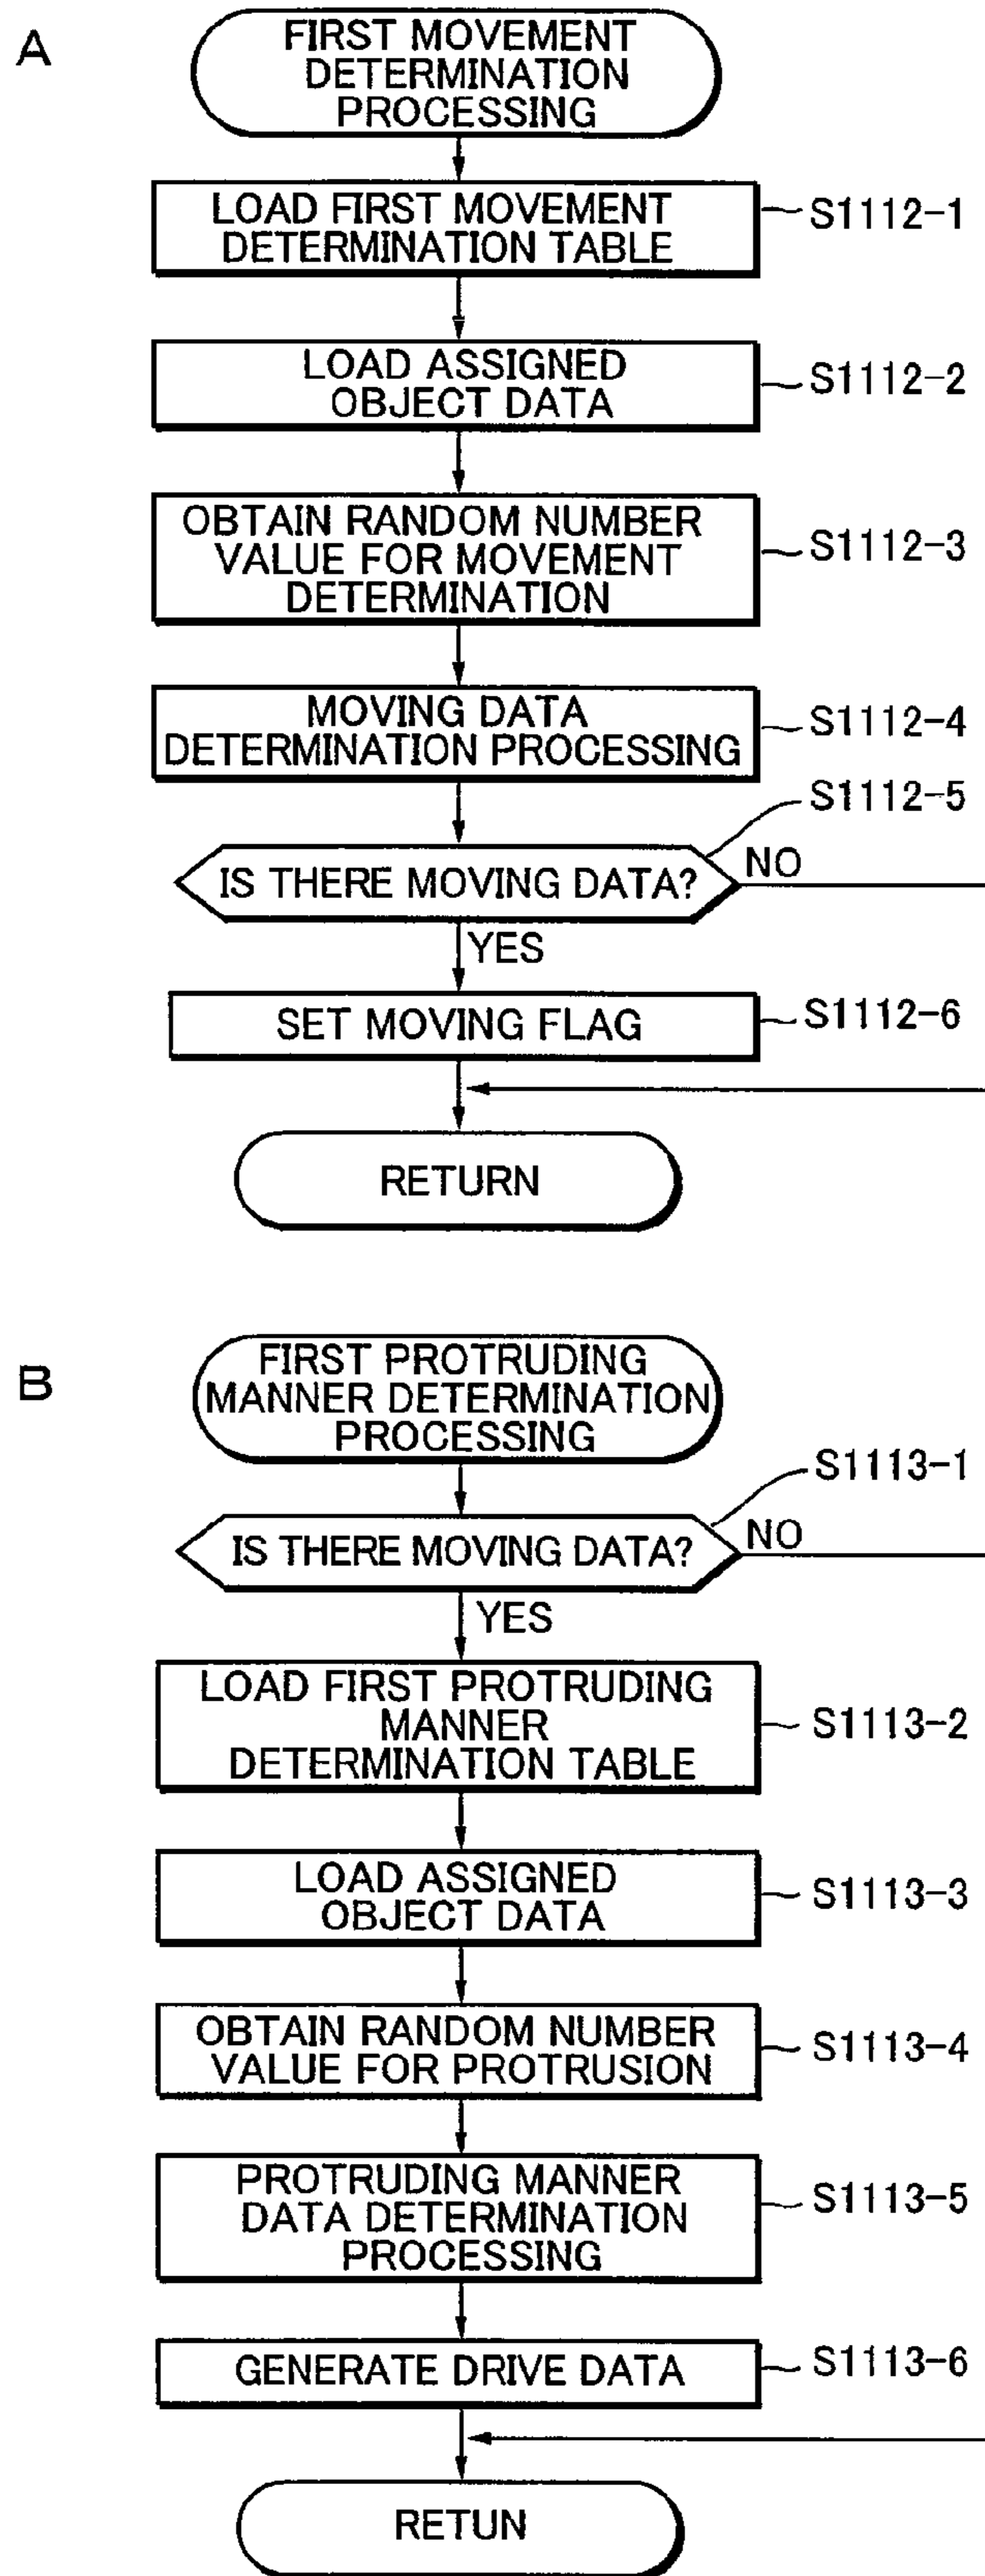 A
FIRST MOVEMENT
DETERMINATION
PROCESSING
LOAD FIRST MOVEMENT
DETERMINATION TABLE
S1112-1
LOAD ASSIGNED
OBJECT DATA
S1112-2
OBTAIN RANDOM NUMBER
VALUE FOR MOVEMENT
DETERMINATION
S1112-3
MOVING DATA
DETERMINATION PROCESSING
S1112-4
S1112-5
IS THERE MOVING DATA?
NO
YES
SET MOVING FLAG
S1112-6
RETURN
B
FIRST PROTRUDING
MANNER DETERMINATION
PROCESSING
S1113-1
IS THERE MOVING DATA?
NO
YES
LOAD FIRST PROTRUDING
MANNER
DETERMINATION TABLE
S1113-2
LOAD ASSIGNED
OBJECT DATA
S1113-3
OBTAIN RANDOM NUMBER
VALUE FOR PROTRUSION
S1113-4
PROTRUDING MANNER
DATA DETERMINATION
PROCESSING
S1113-5
GENERATE DRIVE DATA
S1113-6
RETUN